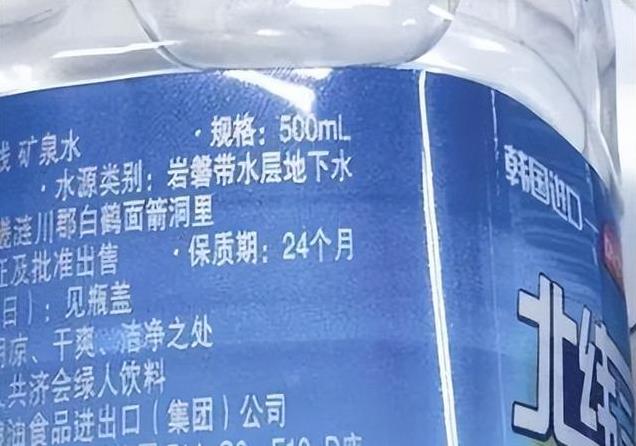 矿泉水 ·规格：500mL
·水源类别：岩磐带水层地下水
涟川郡白鹤面箭洞里
及批准出售 ·保质期：24个月
日）：见瓶盖
凉、干爽、洁净之处
共济会绿人饮料
油食品进出口（集团）公司
韩国进口
北纬